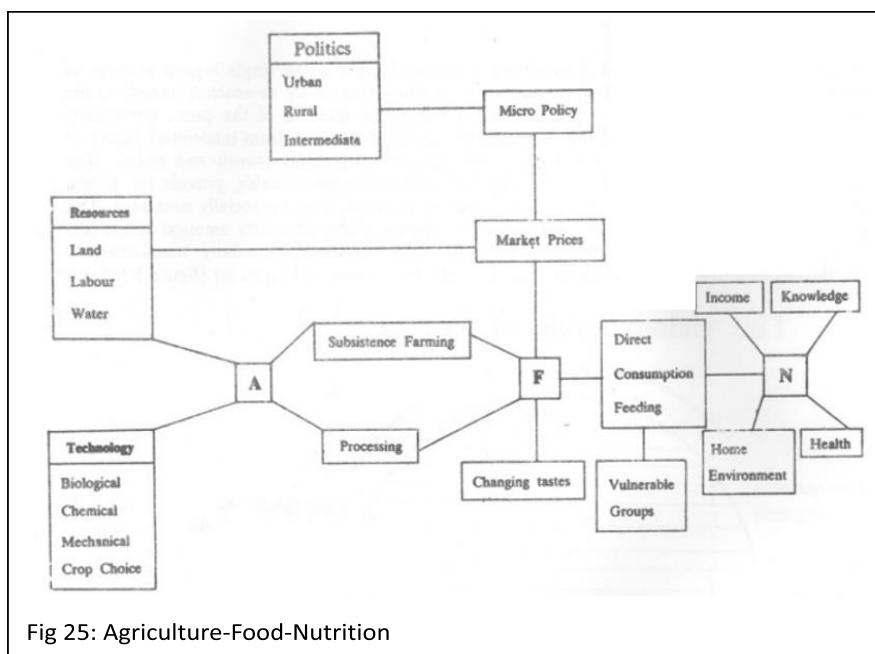 Politics
Urban
Rural
Intermediate
Micro Policy
Resources
Land
Labour
Water
Market Prices
Income
Knowledge
Subsistence Farming
Direct
Consumption
Feeding
A
F
N
Technology
Biological
Chemical
Mechanical
Crop Choice
Processing
Changing tastes
Vulnerable
Groups
Home
Environment
Health
Fig 25: Agriculture-Food-Nutrition